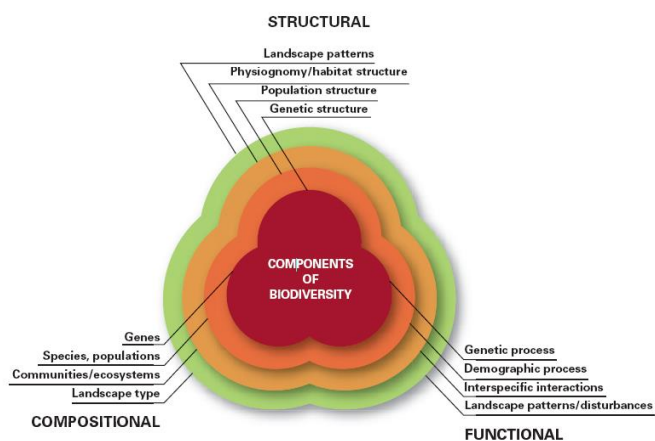 STRUCTURAL
Landscape patterns
Physiognomy/habitat structure
Population structure
Genetic structure
COMPONENTS
OF
BIODIVERSITY
Genes
Species, populations
Communities/ecosystems
Landscape type
COMPOSITIONAL
Genetic process
Demographic process
Interspecific interactions
Landscape patterns/disturbances
FUNCTIONAL